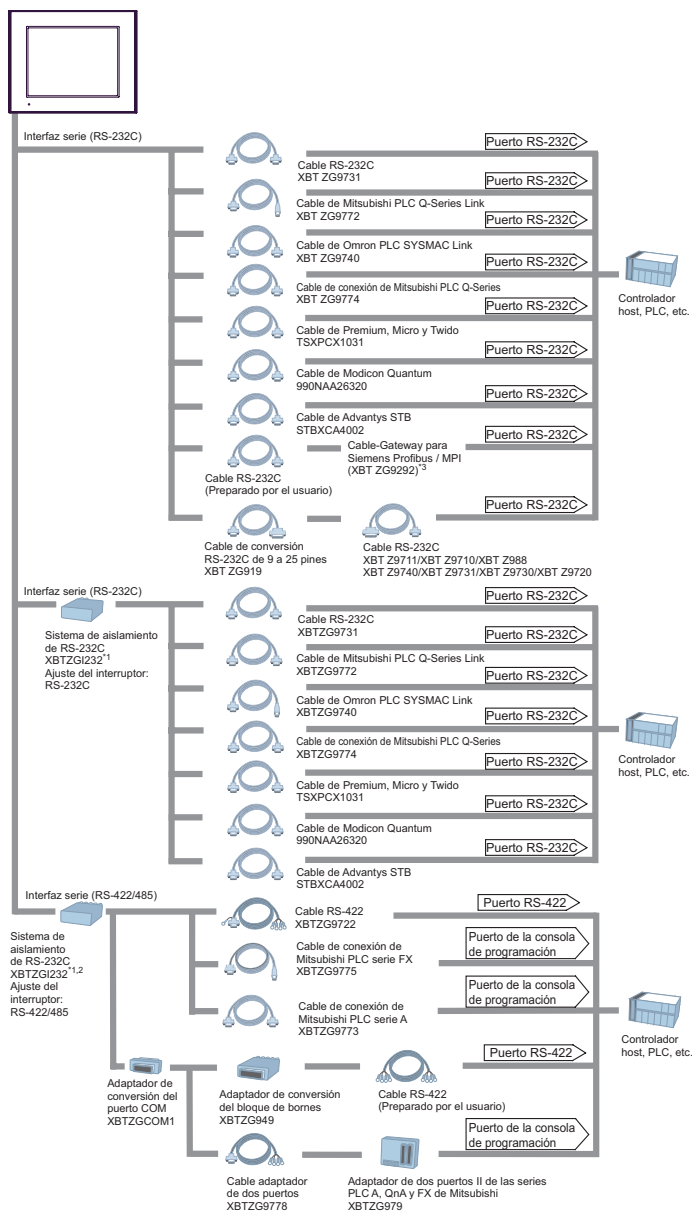 Interfaz serie (RS-232C)
Puerto RS-232C
Cable RS-232C
XBT ZG9731
Puerto RS-232C
Cable de Mitsubishi PLC Q-Series Link
XBT ZG9772
Puerto RS-232C
Cable de Omron PLC SYSMAC Link
XBT ZG9740
Puerto RS-232C
Cable de conexión de Mitsubishi PLC Q-Series
XBT ZG9774
Puerto RS-232C
Controlador
host, PLC, etc.
Cable de Premium, Micro y Twido
TSXPCX1031
Puerto RS-232C
Cable de Modicon Quantum
990NAA26320
Puerto RS-232C
Cable de Advantys STB
STBXCA4002
Puerto RS-232C
Cable RS-232C
(Preparado por el usuario)
Cable-Gateway para
Siemens Profibus / MPI
(XBT ZG9292)*3
Puerto RS-232C
Cable de conversión
RS-232C de 9 a 25 pines
XBT ZG919
Cable RS-232C
XBT Z9711/XBT Z9710/XBT Z988
XBT Z9740/XBT Z9731/XBT Z9730/XBT Z9720
Interfaz serie (RS-232C)
Sistema de aislamiento
de RS-232C
XBTZGI232*1
Ajuste del interruptor:
RS-232C
Puerto RS-232C
Cable RS-232C
XBTZG9731
Puerto RS-232C
Cable de Mitsubishi PLC Q-Series Link
XBTZG9772
Puerto RS-232C
Cable de Omron PLC SYSMAC Link
XBTZG9740
Puerto RS-232C
Cable de conexión de Mitsubishi PLC Q-Series
XBTZG9774
Puerto RS-232C
Controlador
host, PLC, etc.
Cable de Premium, Micro y Twido
TSXPCX1031
Puerto RS-232C
Cable de Modicon Quantum
990NAA26320
Puerto RS-232C
Cable de Advantys STB
STBXCA4002
Interfaz serie (RS-422/485)
Sistema de
aislamiento
de RS-232C
XBTZGI232*1,2
Ajuste del
interruptor:
RS-422/485
Cable RS-422
XBTZG9722
Puerto RS-422
Cable de conexión de
Mitsubishi PLC serie FX
XBTZG9775
Puerto de la consola
de programación
Cable de conexión de
Mitsubishi PLC serie A
XBTZG9773
Puerto de la consola
de programación
Controlador
host, PLC, etc.
Adaptador de
conversión del
puerto COM
XBTZGCOM1
Adaptador de conversión
del bloque de bornes
XBTZG949
Cable RS-422
(Preparado por el usuario)
Puerto RS-422
Cable adaptador
de dos puertos
XBTZG9778
Adaptador de dos puertos II de las series
PLC A, QnA y FX de Mitsubishi
XBTZG979
Puerto de la consola
de programación